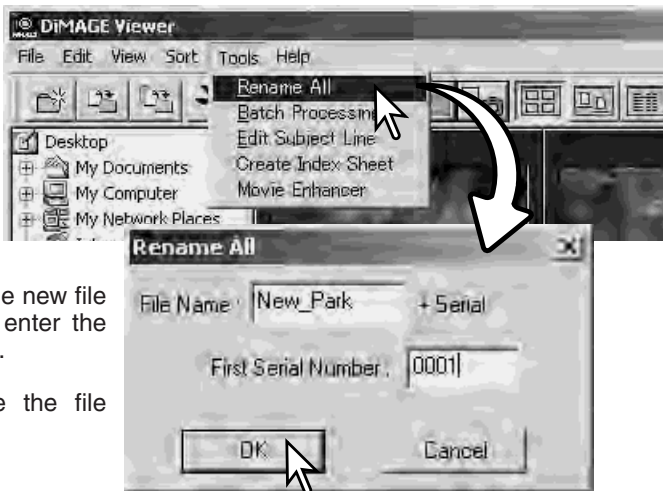 DiMAGE Viewer
File Edit View Sort Tools Help
Rename All
Batch Processing
Edit Subject Line
Create Index Sheet
Movie Enhancer
Desktop
My Documents
My Computer
My Network Places
Rename All
File Name : New_Park + Serial
First Serial Number : 0001
OK Cancel
e new file
enter the
.
e the file